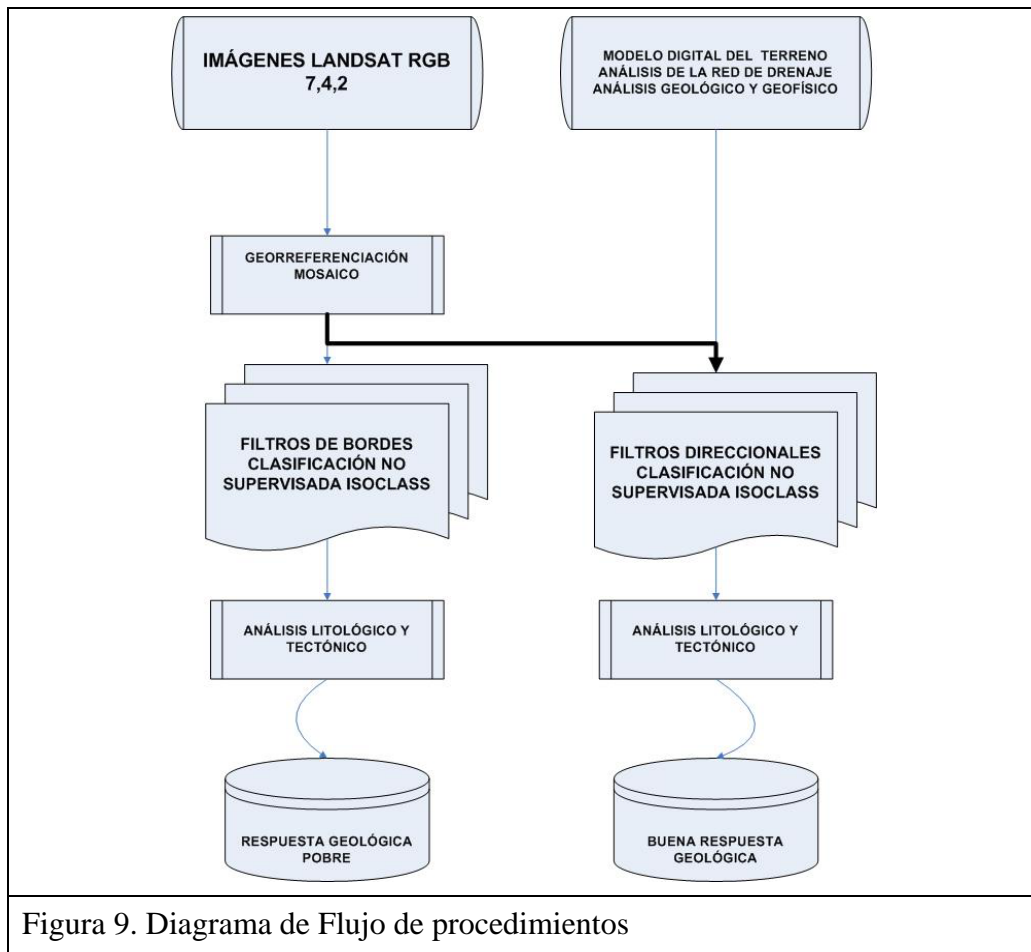 IMÁGENES LANDSAT RGB
7,4,2
MODELO DIGITAL DEL TERRENO
ANÁLISIS DE LA RED DE DRENAJE
ANÁLISIS GEOLÓGICO Y GEOFÍSICO
GEORREFERENCIACIÓN
MOSAICO
FILTROS DE BORDES
CLASIFICACIÓN NO
SUPERVISADA ISOCLASS
FILTROS DIRECCIONALES
CLASIFICACIÓN NO
SUPERVISADA ISOCLASS
ANÁLISIS LITOLÓGICO Y
TECTÓNICO
ANÁLISIS LITOLÓGICO Y
TECTÓNICO
RESPUESTA GEOLÓGICA
POBRE
BUENA RESPUESTA
GEOLÓGICA
Figura 9. Diagrama de Flujo de procedimientos